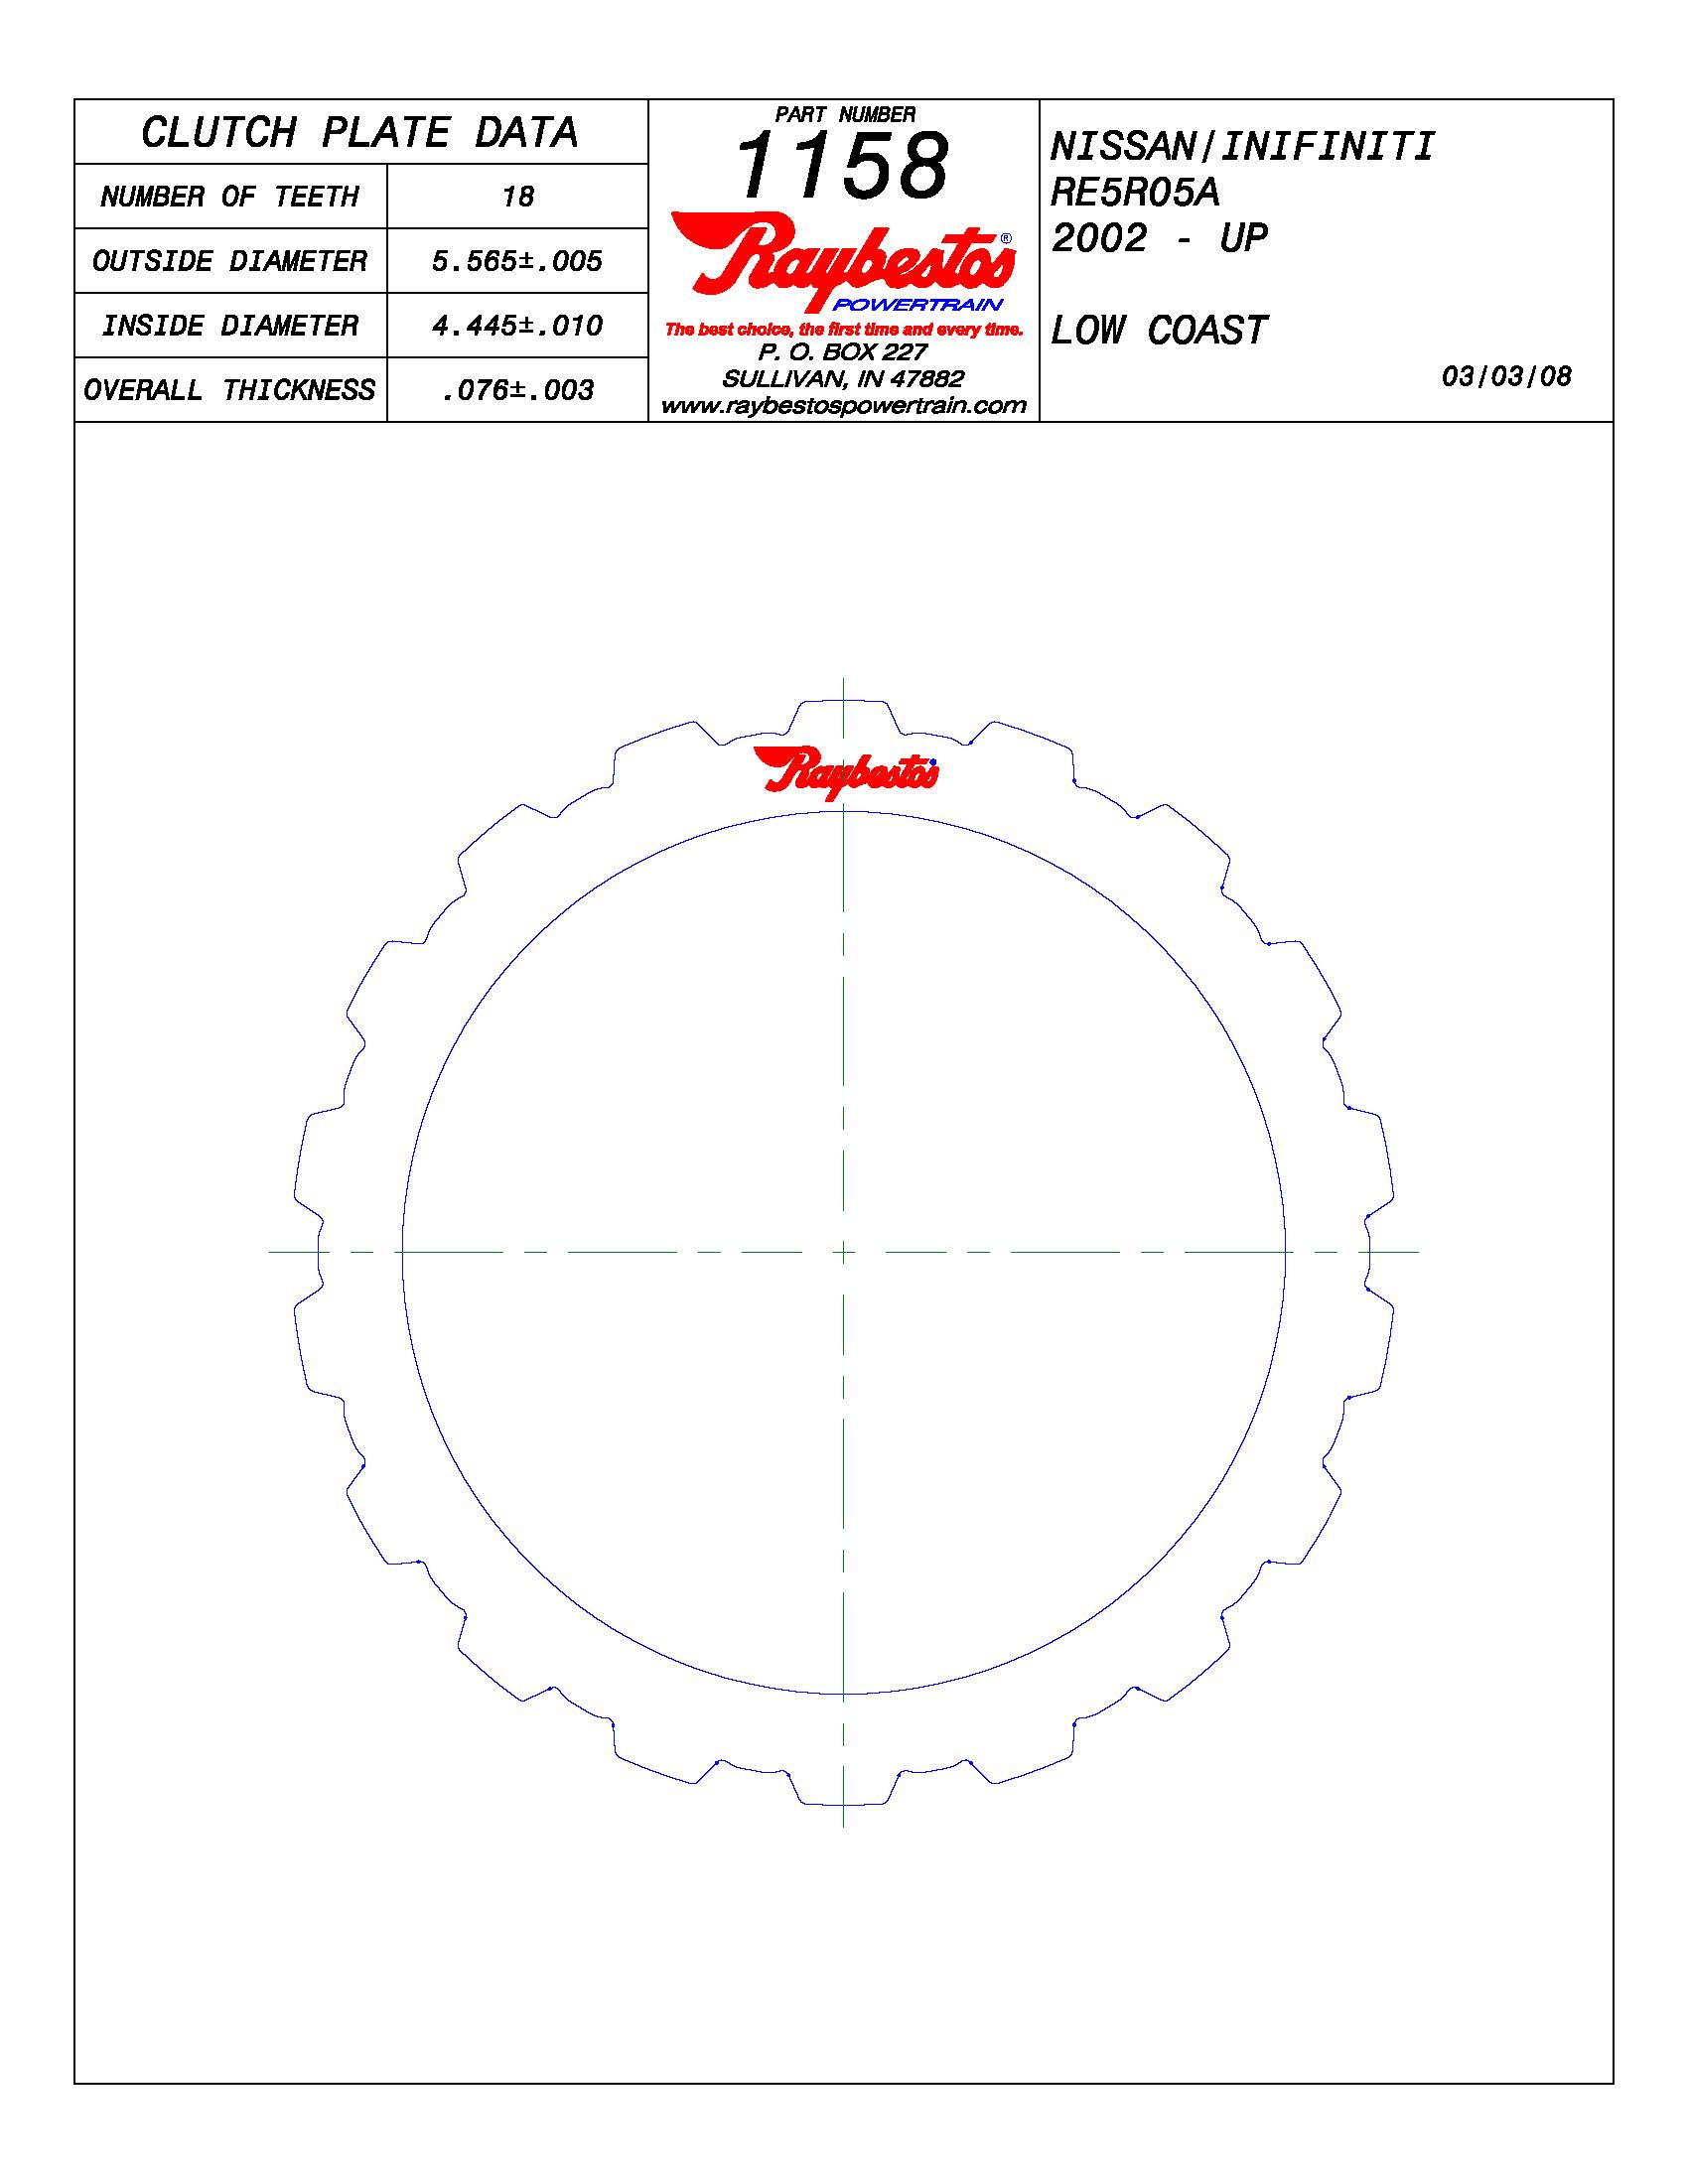 CLUTCH PLATE DATA
NUMBER OF TEETH 18
OUTSIDE DIAMETER 5.565±.005
INSIDE DIAMETER 4.445±.010
OVERALL THICKNESS .076±.003
PART NUMBER
1158
Raybestos®
POWERTRAIN
The best choice, the first time and every time.
P. O. BOX 227
SULLIVAN, IN 47882
www.raybestospowertrain.com
NISSAN/INIFINITI
RE5R05A
2002 - UP
LOW COAST
03/03/08
Raybestos